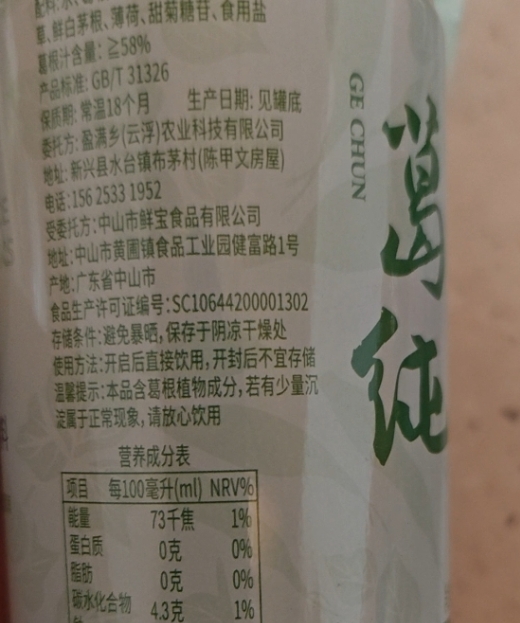 配料:水、葛
草、鲜白茅根、薄荷、甜菊糖苷、食用盐
葛根汁含量: ≧58%
产品标准: GB/T 31326
保质期: 常温18个月 生产日期: 见罐底
委托方: 盈满乡(云浮)农业科技有限公司
地址: 新兴县水台镇布茅村(陈甲文房屋)
电话:156 2533 1952
受委托方:中山市鲜宝食品有限公司
地址:中山市黄圃镇食品工业园健富路1号
产地:广东省中山市
食品生产许可证编号:SC10644200001302
存储条件:避免暴晒,保存于阴凉干燥处
使用方法:开启后直接饮用,开封后不宜存储
温馨提示:本品含葛根植物成分,若有少量沉
淀属于正常现象,请放心饮用
营养成分表
项目 每100毫升(ml) NRV%
能量 73千焦 1%
蛋白质 0克 0%
脂肪 0克 0%
碳水化合物 4.3克 1%
GE CHUN
葛纯